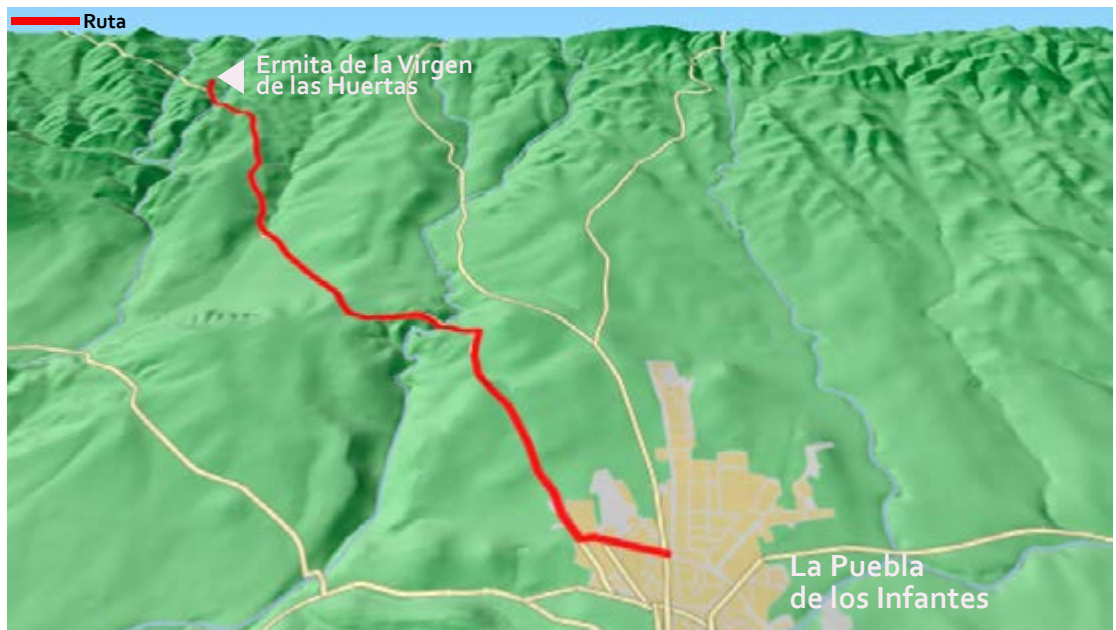 Ruta
Ermita de la Virgen
de las Huertas
La Puebla
de los Infantes